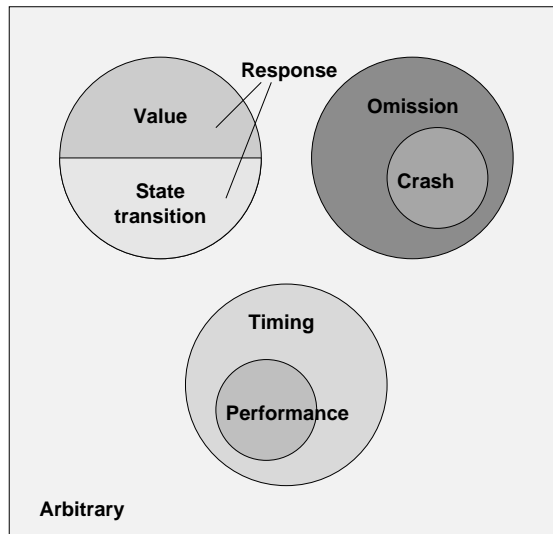 Response
Value
Omission
State
transition
Crash
Timing
Performance
Arbitrary